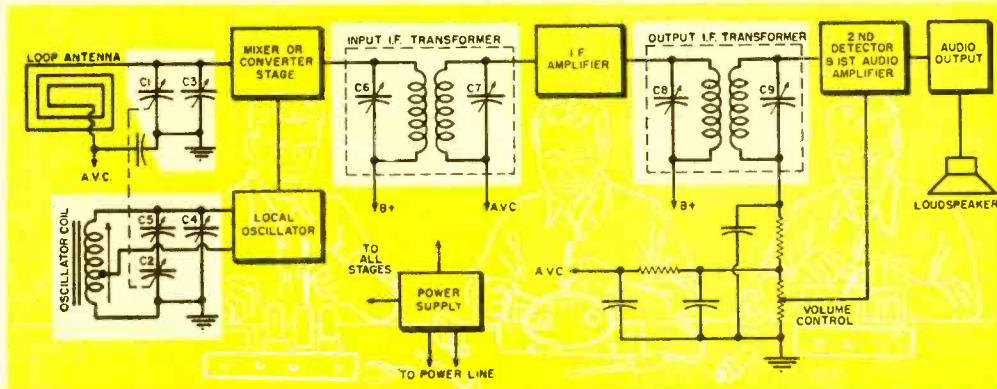 LOOP ANTENNA
C1
C3
A.V.C.
MIXER OR
CONVERTER
STAGE
INPUT I.F. TRANSFORMER
C6
C7
B+
A.V.C
I.F.
AMPLIFIER
OUTPUT I.F. TRANSFORMER
C8
C9
B+
2 ND
DETECTOR
& IST AUDIO
AMPLIFIER
AUDIO
OUTPUT
LOUDSPEAKER
OSCILLATOR COIL
C5
C4
C2
LOCAL
OSCILLATOR
TO
ALL
STAGES
POWER
SUPPLY
TO POWER LINE
A.V.C
VOLUME
CONTROL